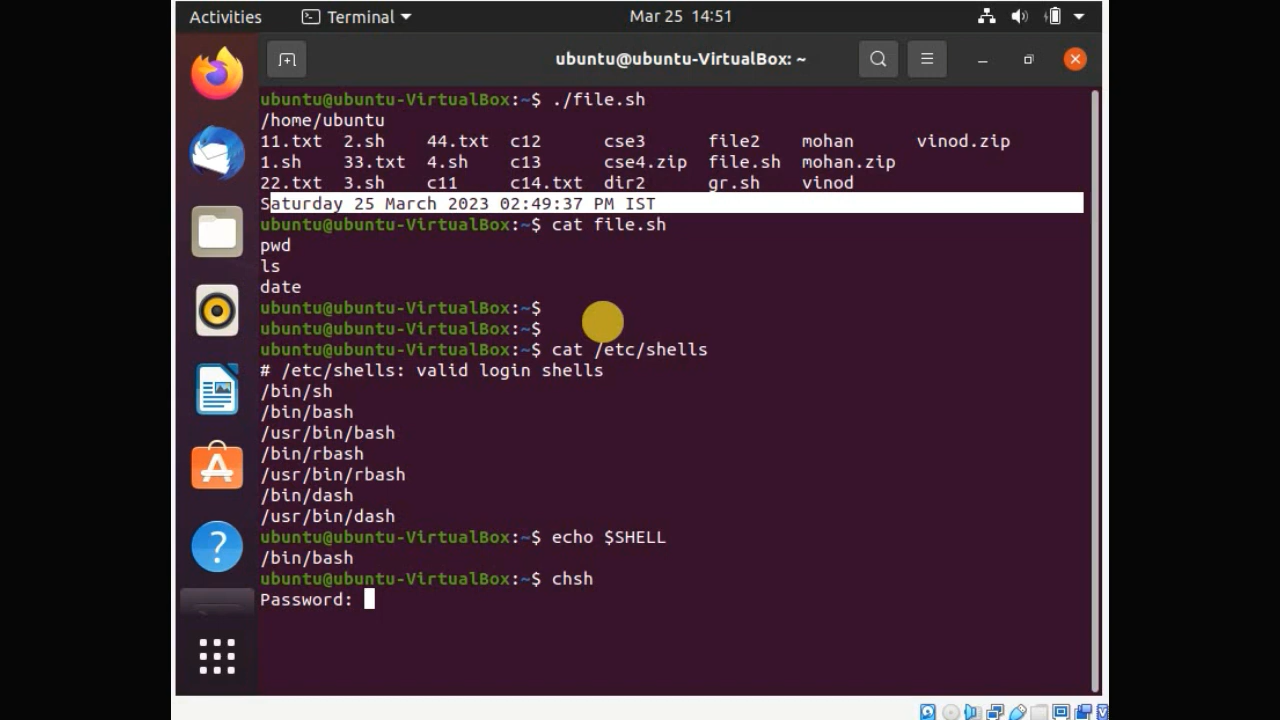 Activities Terminal Mar 25 14:51
ubuntu@ubuntu-VirtualBox: ~
ubuntu@ubuntu-VirtualBox:~$ ./file.sh
/home/ubuntu
11.txt 2.sh 44.txt c12 cse3 file2 mohan vinod.zip
1.sh 33.txt 4.sh c13 cse4.zip file.sh mohan.zip
22.txt 3.sh c11 c14.txt dir2 gr.sh vinod
Saturday 25 March 2023 02:49:37 PM IST
ubuntu@ubuntu-VirtualBox:~$ cat file.sh
pwd
ls
date
ubuntu@ubuntu-VirtualBox:~$
ubuntu@ubuntu-VirtualBox:~$
ubuntu@ubuntu-VirtualBox:~$ cat /etc/shells
# /etc/shells: valid login shells
/bin/sh
/bin/bash
/usr/bin/bash
/bin/rbash
/usr/bin/rbash
/bin/dash
/usr/bin/dash
ubuntu@ubuntu-VirtualBox:~$ echo $SHELL
/bin/bash
ubuntu@ubuntu-VirtualBox:~$ chsh
Password: